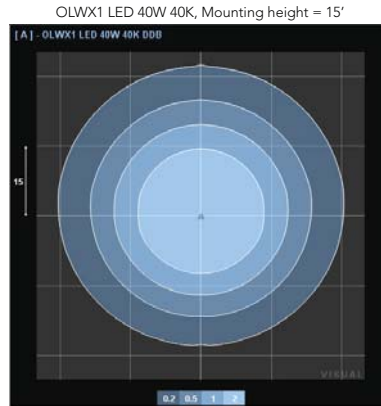 OLWX1 LED 40W 40K, Mounting height = 15’
[A] - OLWX1 LED 40W 40K DDB
15
A
VISUAL
0.2 0.5 1 2